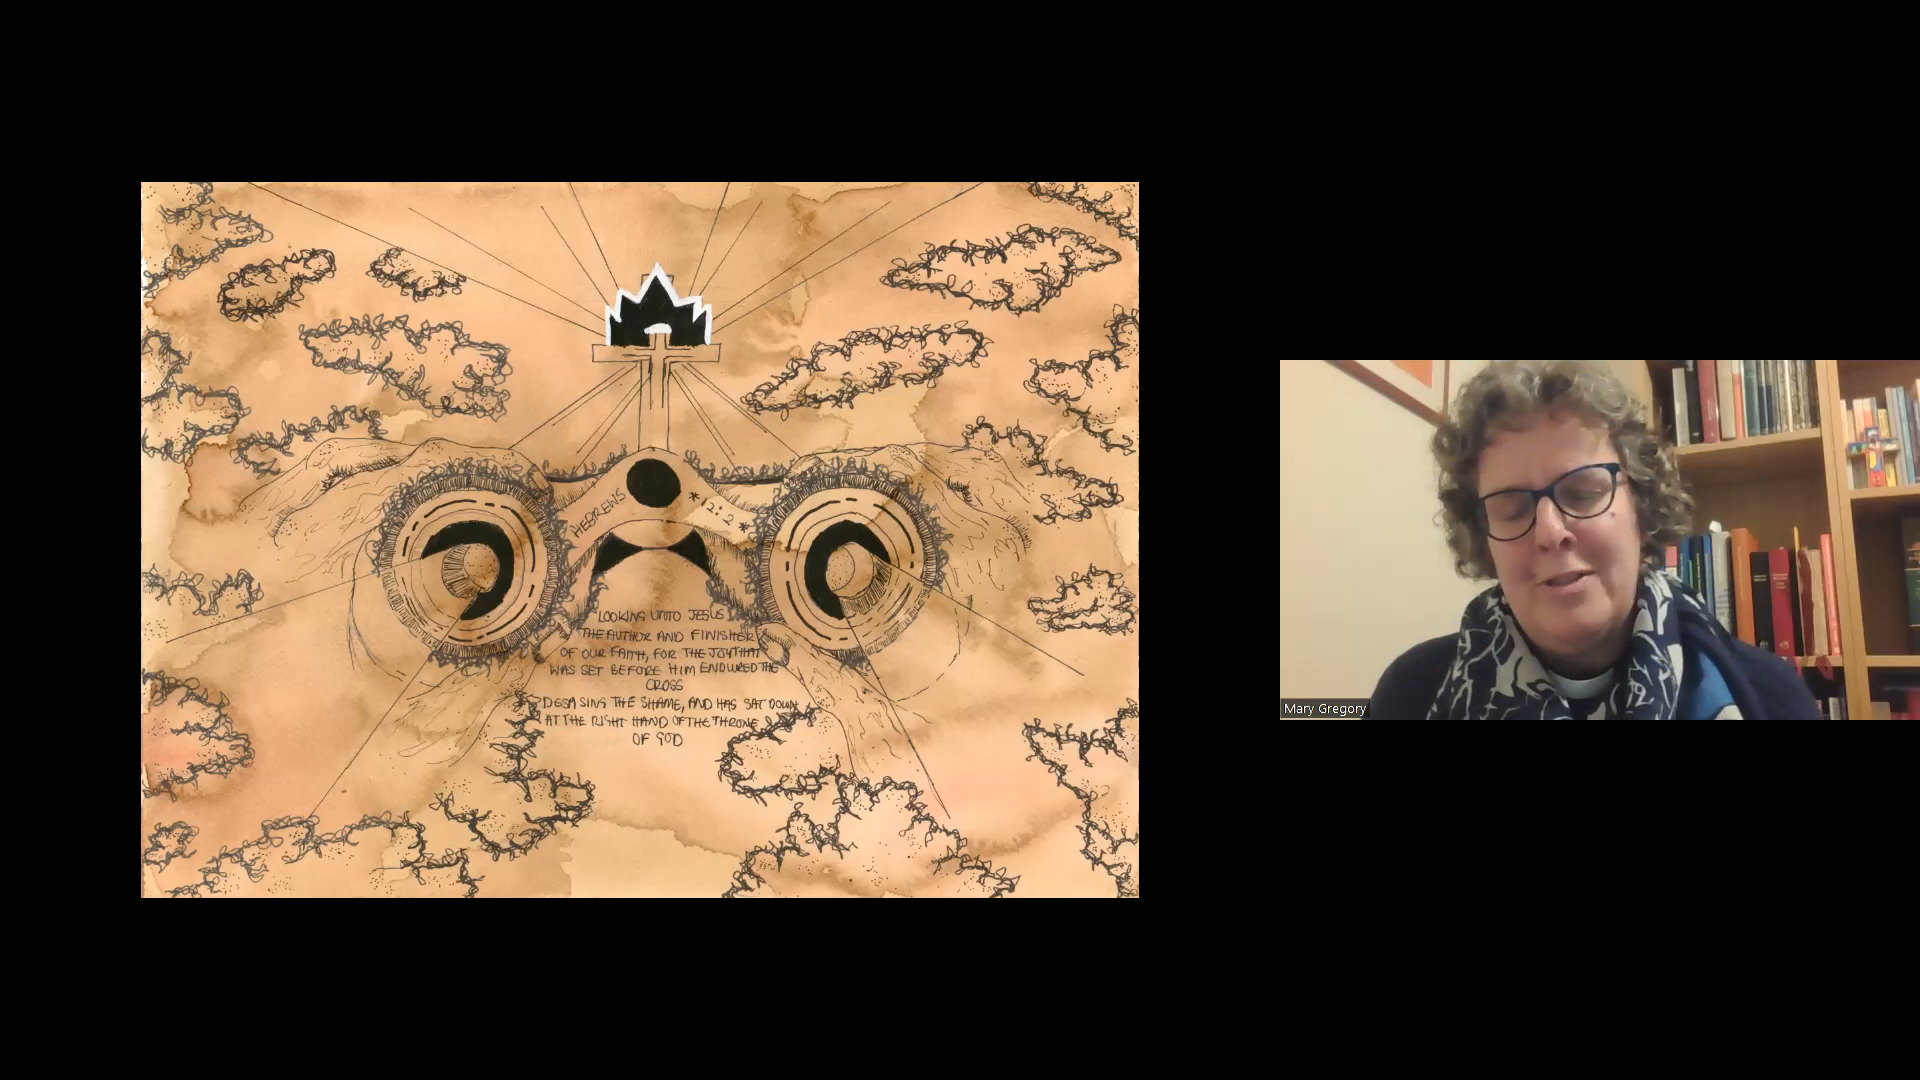 HEBREWS
*12:2*
LOOKING UNTO JESUS
THE AUTHOR AND FINISHER
OF OUR FAITH, FOR THE JOY THAT
WAS SET BEFORE HIM ENDURED THE
CROSS
DESPISING THE SHAME, AND HAS SAT DOWN
AT THE RIGHT HAND OF THE THRONE
OF GOD
Mary Gregory